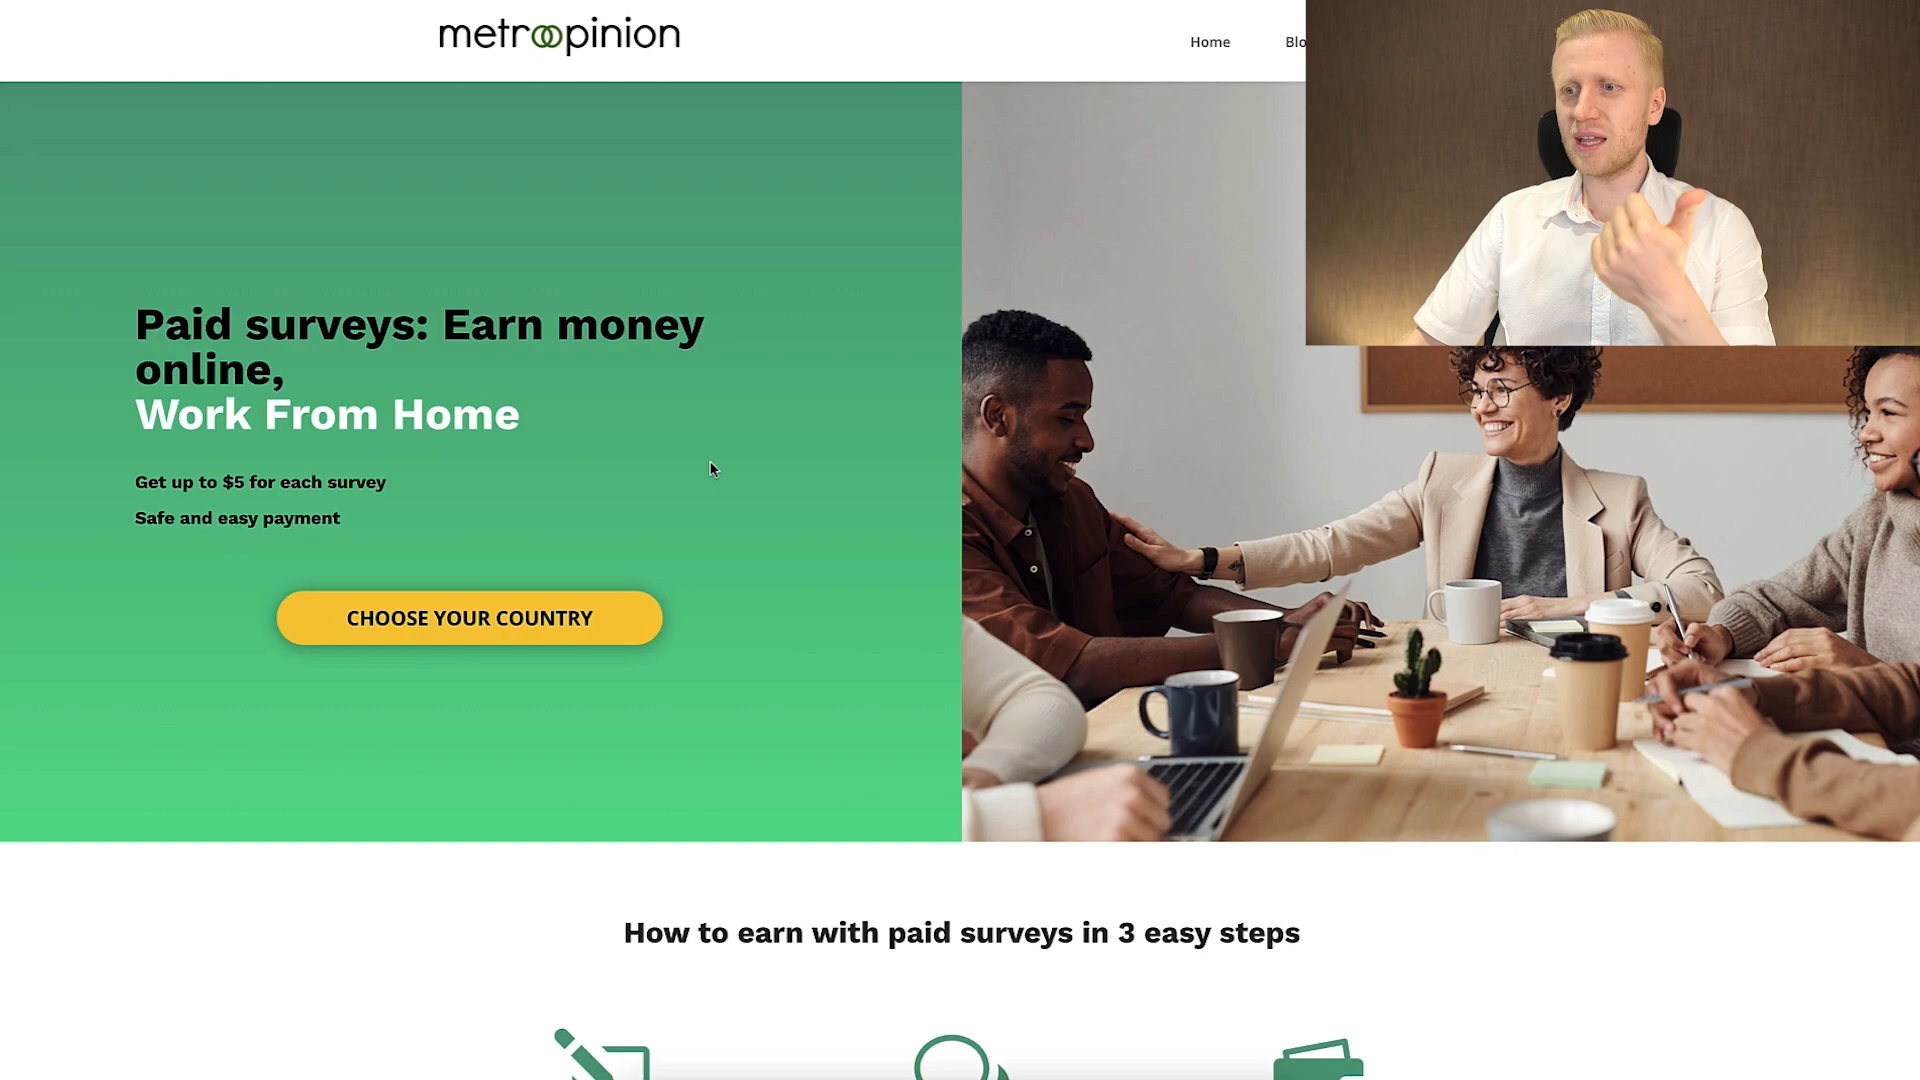 metroopinion
Home
Blo
Paid surveys: Earn money
online,
Work From Home
Get up to $5 for each survey
Safe and easy payment
CHOOSE YOUR COUNTRY
How to earn with paid surveys in 3 easy steps